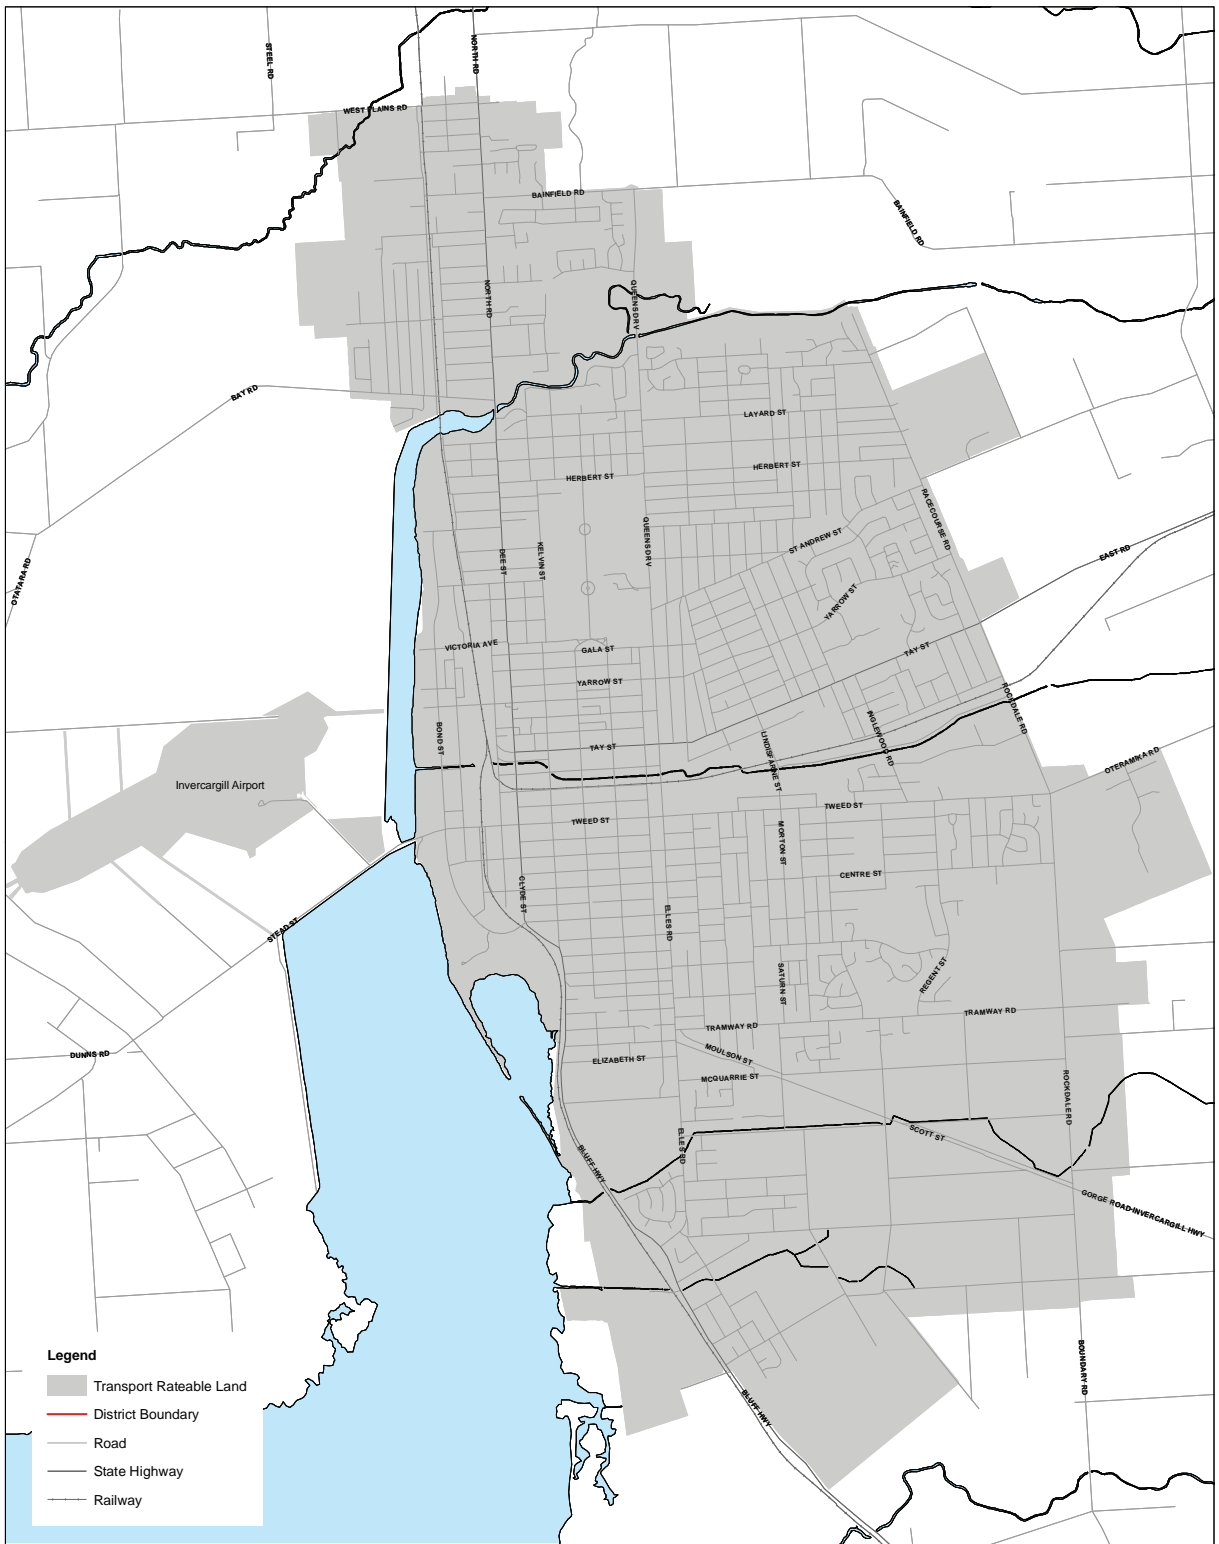 STEEL RD
NORTH RD
WEST PLAINS RD
BAINFIELD RD
BAINFIELD RD
NORTH RD
QUEENS DRV
BAY RD
LAYARD ST
HERBERT ST
HERBERT ST
RACECOURSE RD
QUEENS DRV
ST ANDREW ST
DEE ST
KELVIN ST
EAST RD
OTATARA RD
YARROW ST
VICTORIA AVE
GALA ST
TAY ST
YARROW ST
ROCKDALE RD
BOND ST
TAY ST
LINDISFARNE ST
INGLEWOOD RD
OTERAMIKA RD
Invercargill Airport
TWEED ST
TWEED ST
MORTON ST
CENTRE ST
CLYDE ST
ELLES RD
STEAD ST
SATURN ST
REGENT ST
TRAMWAY RD
TRAMWAY RD
DUNNS RD
ELIZABETH ST
MOULSON ST
MCQUARRIE ST
ROCKDALE RD
ELLES RD
SCOTT ST
BLUFF HWY
GORGE ROAD-INVERCARGILL HWY
BOUNDARY RD
BLUFF HWY
Legend
Transport Rateable Land
District Boundary
Road
State Highway
Railway